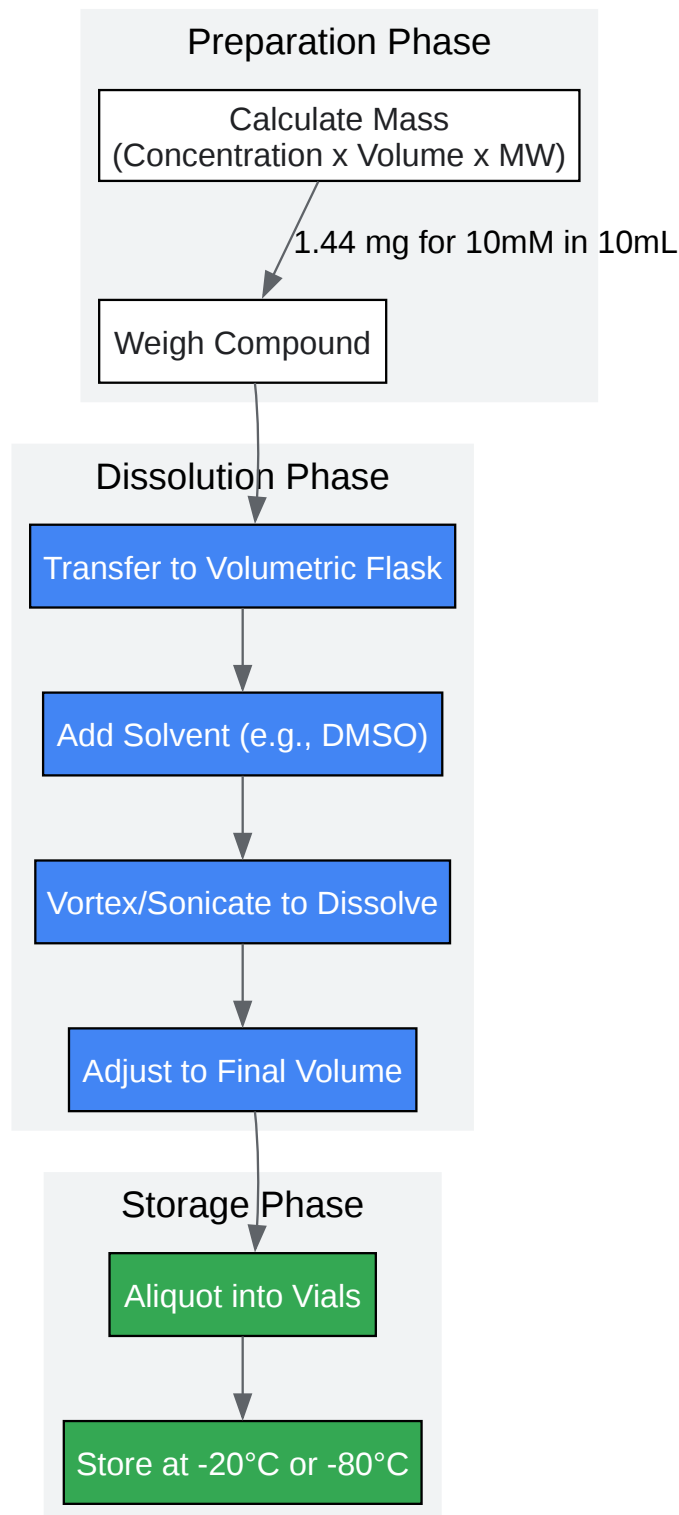 Preparation Phase
Calculate Mass
(Concentration x Volume x MW)
1.44 mg for 10mM in 10mL
Weigh Compound
Dissolution Phase
Transfer to Volumetric Flask
Add Solvent (e.g., DMSO)
Vortex/Sonicate to Dissolve
Adjust to Final Volume
Storage Phase
Aliquot into Vials
Store at -20°C or -80°C